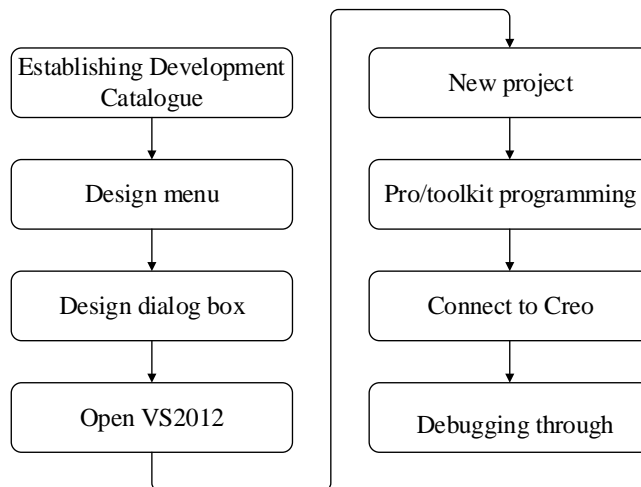 Establishing Development
Catalogue
Design menu
Design dialog box
Open VS2012
New project
Pro/toolkit programming
Connect to Creo
Debugging through